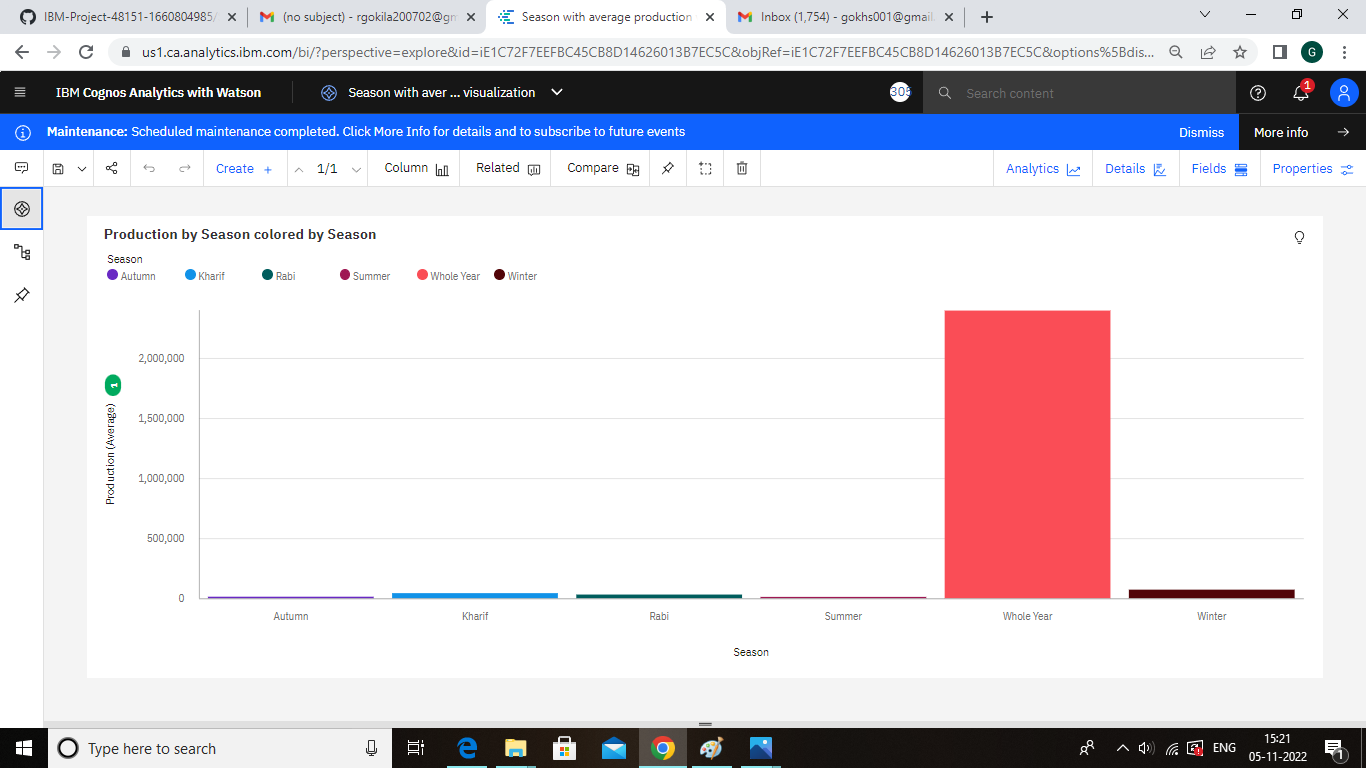 IBM-Project-48151-1660804985/
(no subject) - rgokila200702@gm
Season with average production
Inbox (1,754) - gokhs001@gmail.
us1.ca.analytics.ibm.com/bi/?perspective=explore&id=iE1C72F7EEFBC45CB8D14626013B7EC5C&objRef=iE1C72F7EEFBC45CB8D14626013B7EC5C&options%5Bdis...
G
IBM Cognos Analytics with Watson
Season with aver ... visualization
305
Search content
1
Maintenance: Scheduled maintenance completed. Click More Info for details and to subscribe to future events
Dismiss
More info
Create +
1/1
Column
Related
Compare
Analytics
Details
Fields
Properties
Production by Season colored by Season
Season
Autumn
Kharif
Rabi
Summer
Whole Year
Winter
Production (Average)
1
2,000,000
1,500,000
1,000,000
500,000
0
Autumn
Kharif
Rabi
Summer
Whole Year
Winter
Season
Type here to search
ENG
15:21
05-11-2022
1